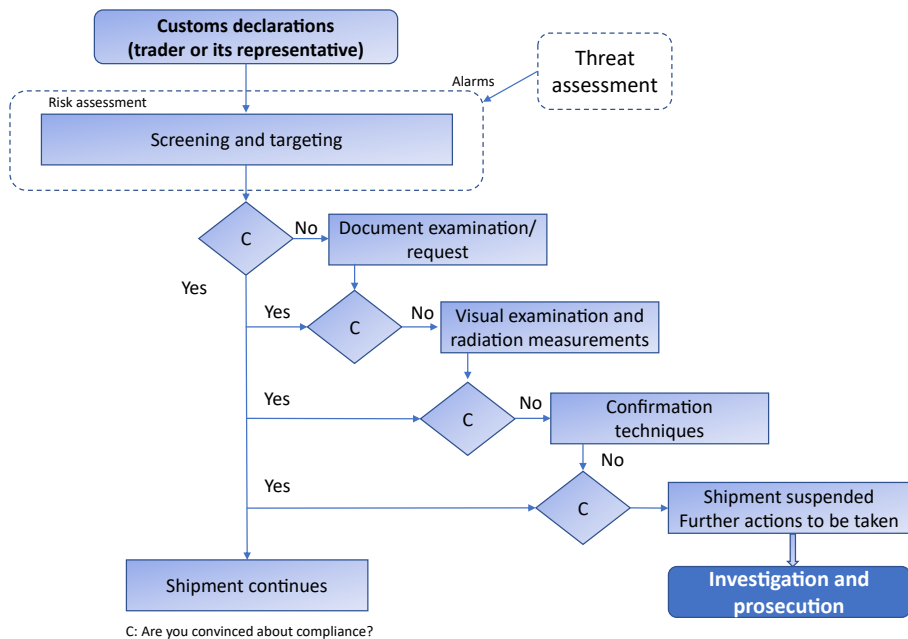 Customs declarations
(trader or its representative)
Threat
assessment
Alarms
Risk assessment
Screening and targeting
C
No
Document examination/
request
Yes
Yes
C
No
Visual examination and
radiation measurements
Yes
C
No
Confirmation
techniques
No
Yes
C
Shipment suspended
Further actions to be taken
Shipment continues
Investigation and
prosecution
C: Are you convinced about compliance?